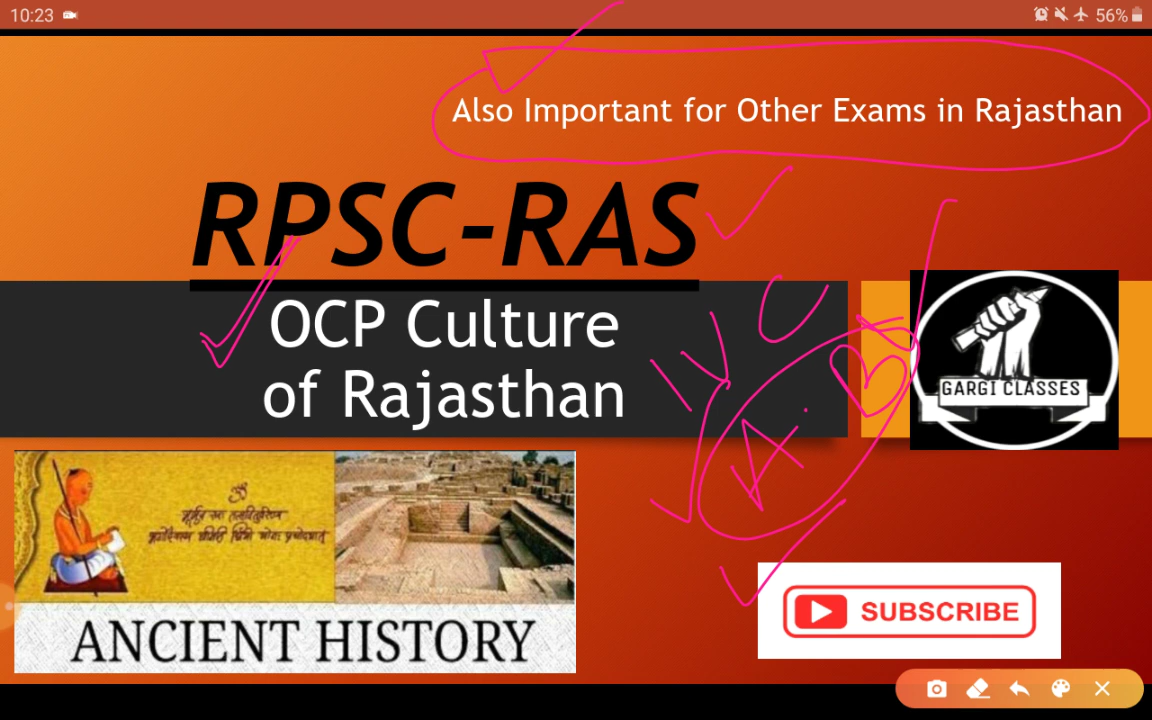 10:23
56%
Also Important for Other Exams in Rajasthan
RPSC-RAS
OCP Culture
of Rajasthan
GARGI CLASSES
ॐ
ANCIENT HISTORY
SUBSCRIBE